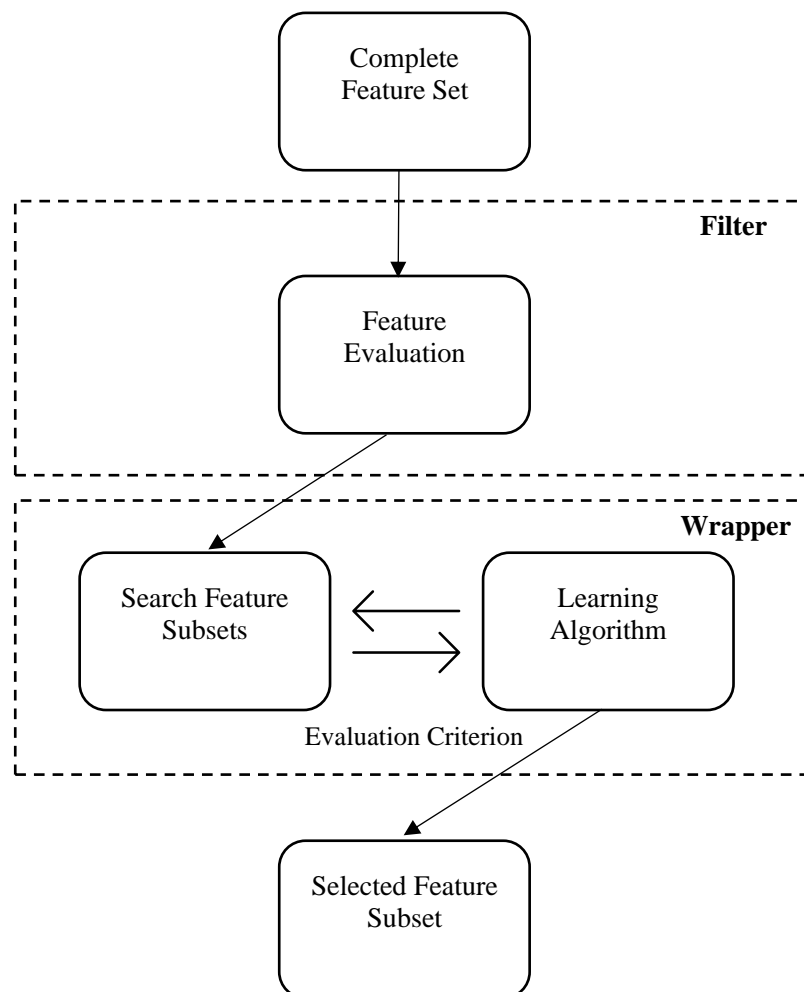 Complete
Feature Set
Filter
Feature
Evaluation
Wrapper
Search Feature
Subsets
Learning
Algorithm
Evaluation Criterion
Selected Feature
Subset